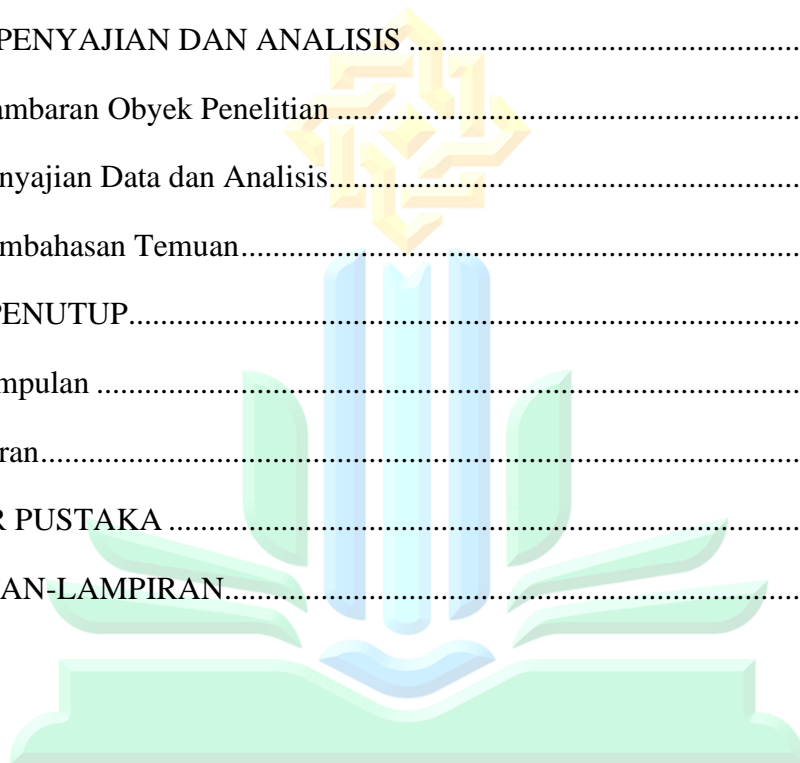 PENYAJIAN DAN ANALISIS ..........................................................
ambaran Obyek Penelitian ..........................................................
nyajian Data dan Analisis..........................................................
mbahasan Temuan..........................................................
PENUTUP..........................................................
mpulan ..........................................................
ran..........................................................
R PUSTAKA ..........................................................
AN-LAMPIRAN..........................................................